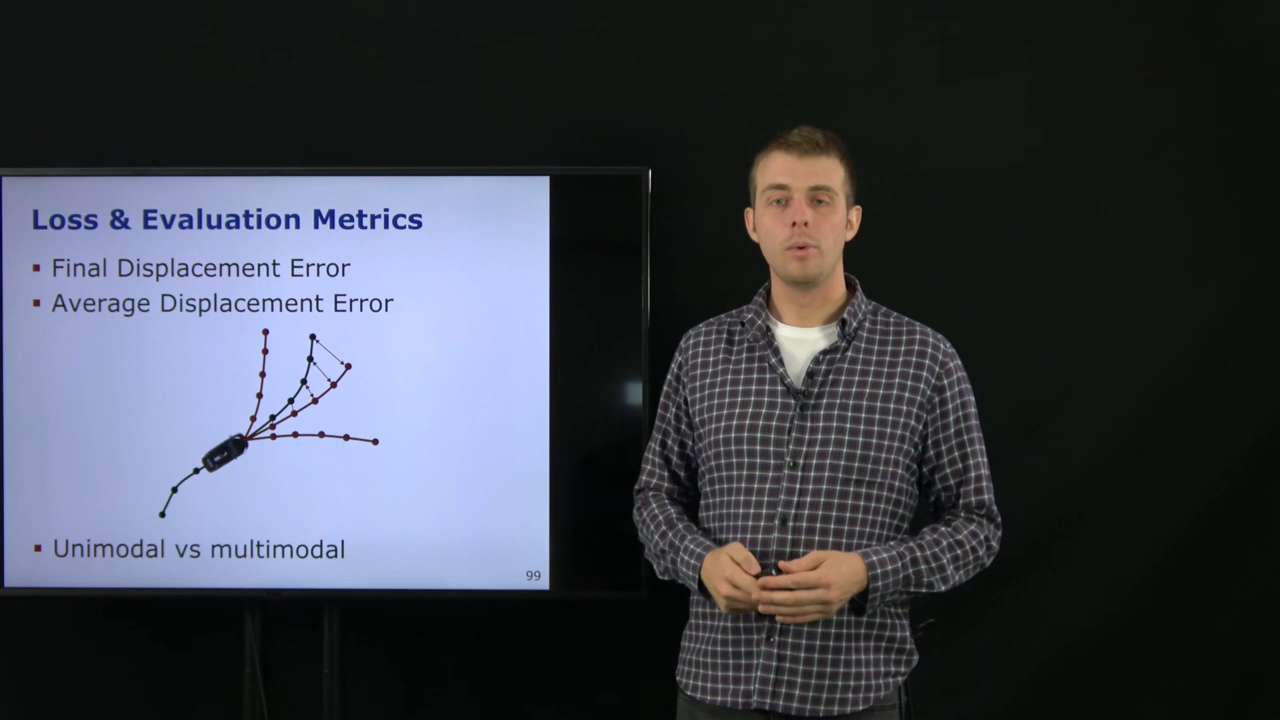 Loss & Evaluation Metrics
Final Displacement Error
Average Displacement Error
Unimodal vs multimodal
99